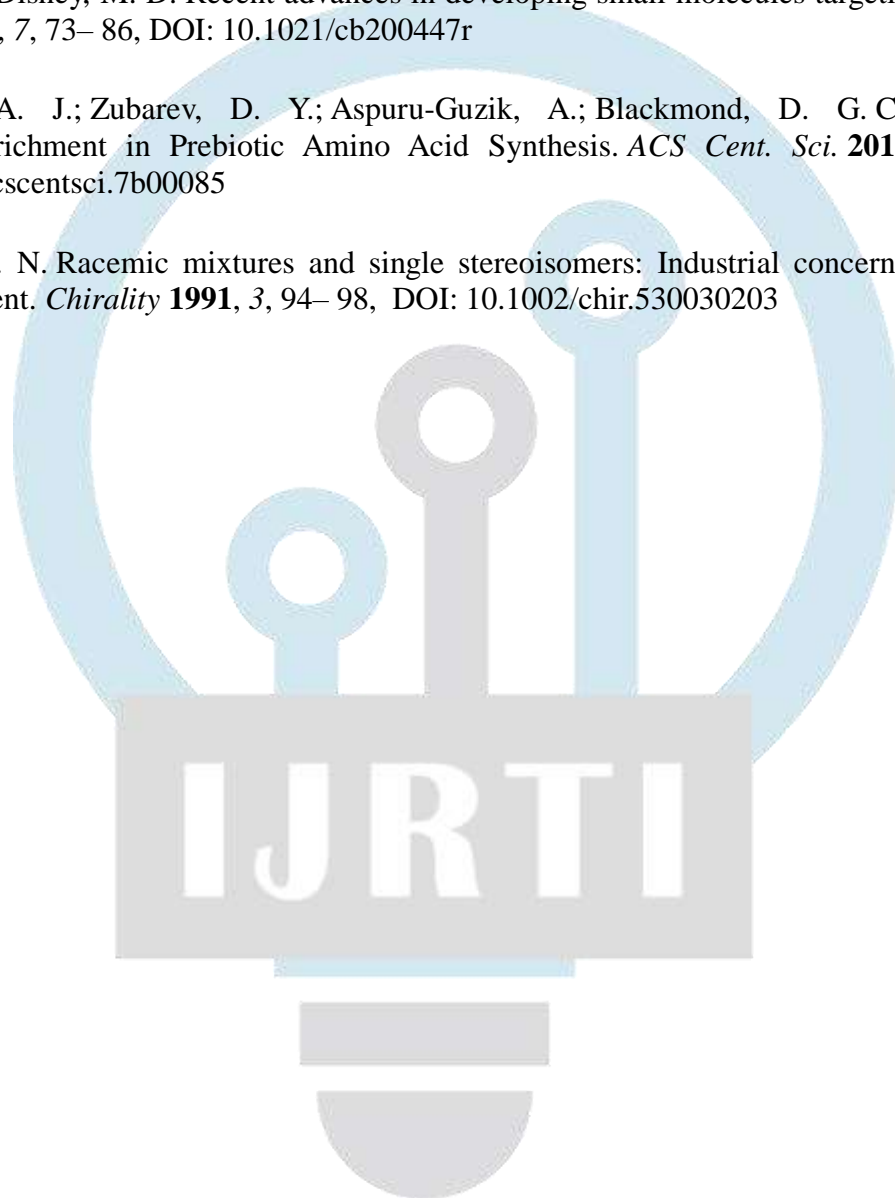 Disney, M. D. Recent advances in developing small molecules
, 7, 73– 86, DOI: 10.1021/cb200447r
A. J.; Zubarev, D. Y.; Aspuru-Guzik, A.; Blackmond, D. G. C
richment in Prebiotic Amino Acid Synthesis. ACS Cent. Sci. 201
cscentsci.7b00085
. N. Racemic mixtures and single stereoisomers: Industrial concern
ent. Chirality 1991, 3, 94– 98, DOI: 10.1002/chir.530030203
IJRTI